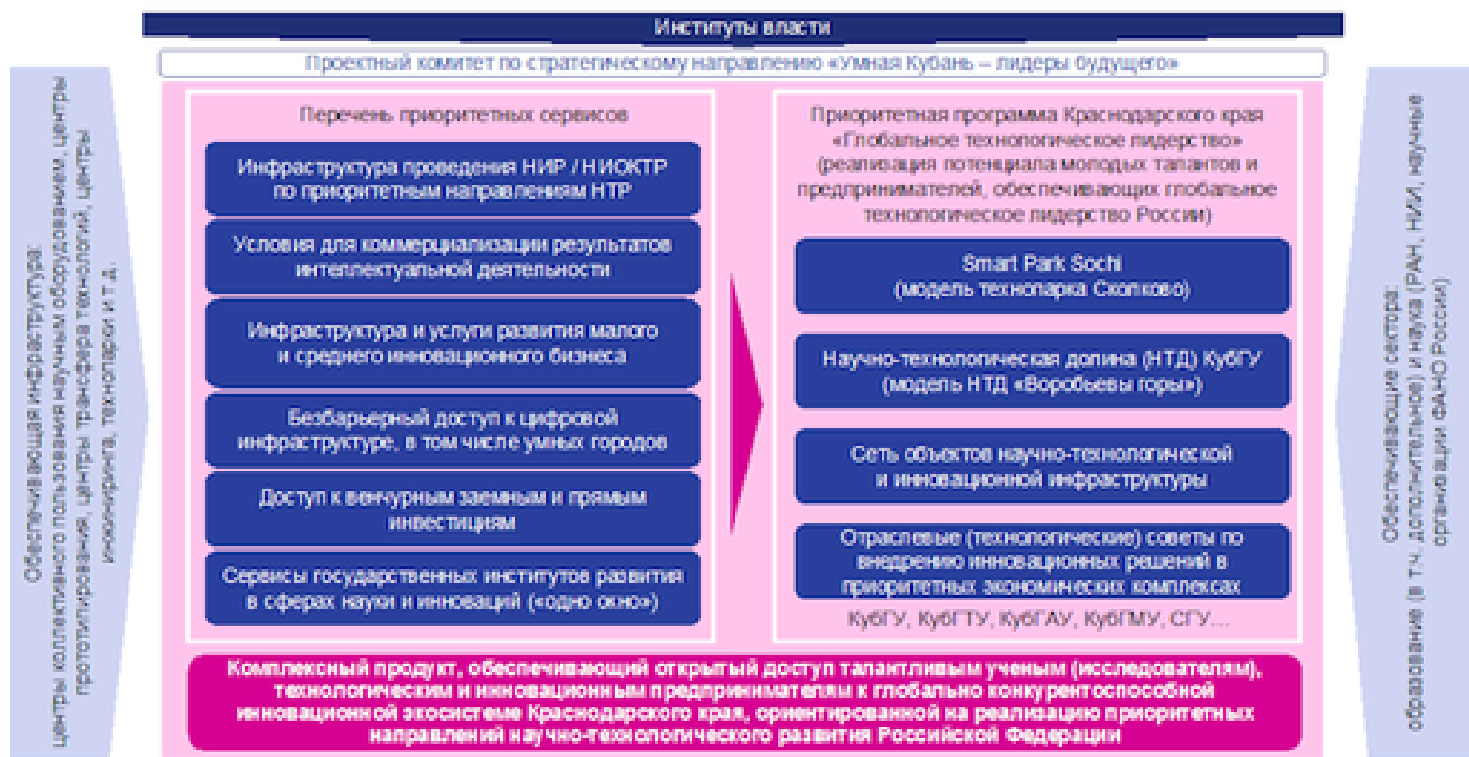 Институты власти
Проектный комитет по стратегическому направлению «Умная Кубань – лидеры будущего»
Обеспечивающая инфраструктура:
центры коллективного пользования научным оборудованием, центры
прототипирования, центры трансфера технологий, центры
инжиниринга, технопарки и т.д.
Перечень приоритетных сервисов
Инфраструктура проведения НИР / НИОКТР
по приоритетным направлениям НТР
Условия для коммерциализации результатов
интеллектуальной деятельности
Инфраструктура и услуги развития малого
и среднего инновационного бизнеса
Безбарьерный доступ к цифровой
инфраструктуре, в том числе умных городов
Доступ к венчурным заемным и прямым
инвестициям
Сервисы государственных институтов развития
в сферах науки и инноваций («одно окно»)
Приоритетная программа Краснодарского края
«Глобальное технологическое лидерство»
(реализация потенциала молодых талантов и
предпринимателей, обеспечивающих глобальное
технологическое лидерство России)
Smart Park Sochi
(модель технопарка Сколково)
Научно-технологическая долина (НТД) КубГУ
(модель НТД «Воробьевы горы»)
Сеть объектов научно-технологической
и инновационной инфраструктуры
Отраслевые (технологические) советы по
внедрению инновационных решений в
приоритетных экономических комплексах
КубГУ, КубГТУ, КубГАУ, КубГМУ, СГУ…
Обеспечивающие сектора:
образование (в т.ч. дополнительное) и наука (РАН, НИИ, научные
организации ФАНО России)
Комплексный продукт, обеспечивающий открытый доступ талантливым ученым (исследователям),
технологическим и инновационным предпринимателям к глобально конкурентоспособной
инновационной экосистеме Краснодарского края, ориентированной на реализацию приоритетных
направлений научно-технологического развития Российской Федерации